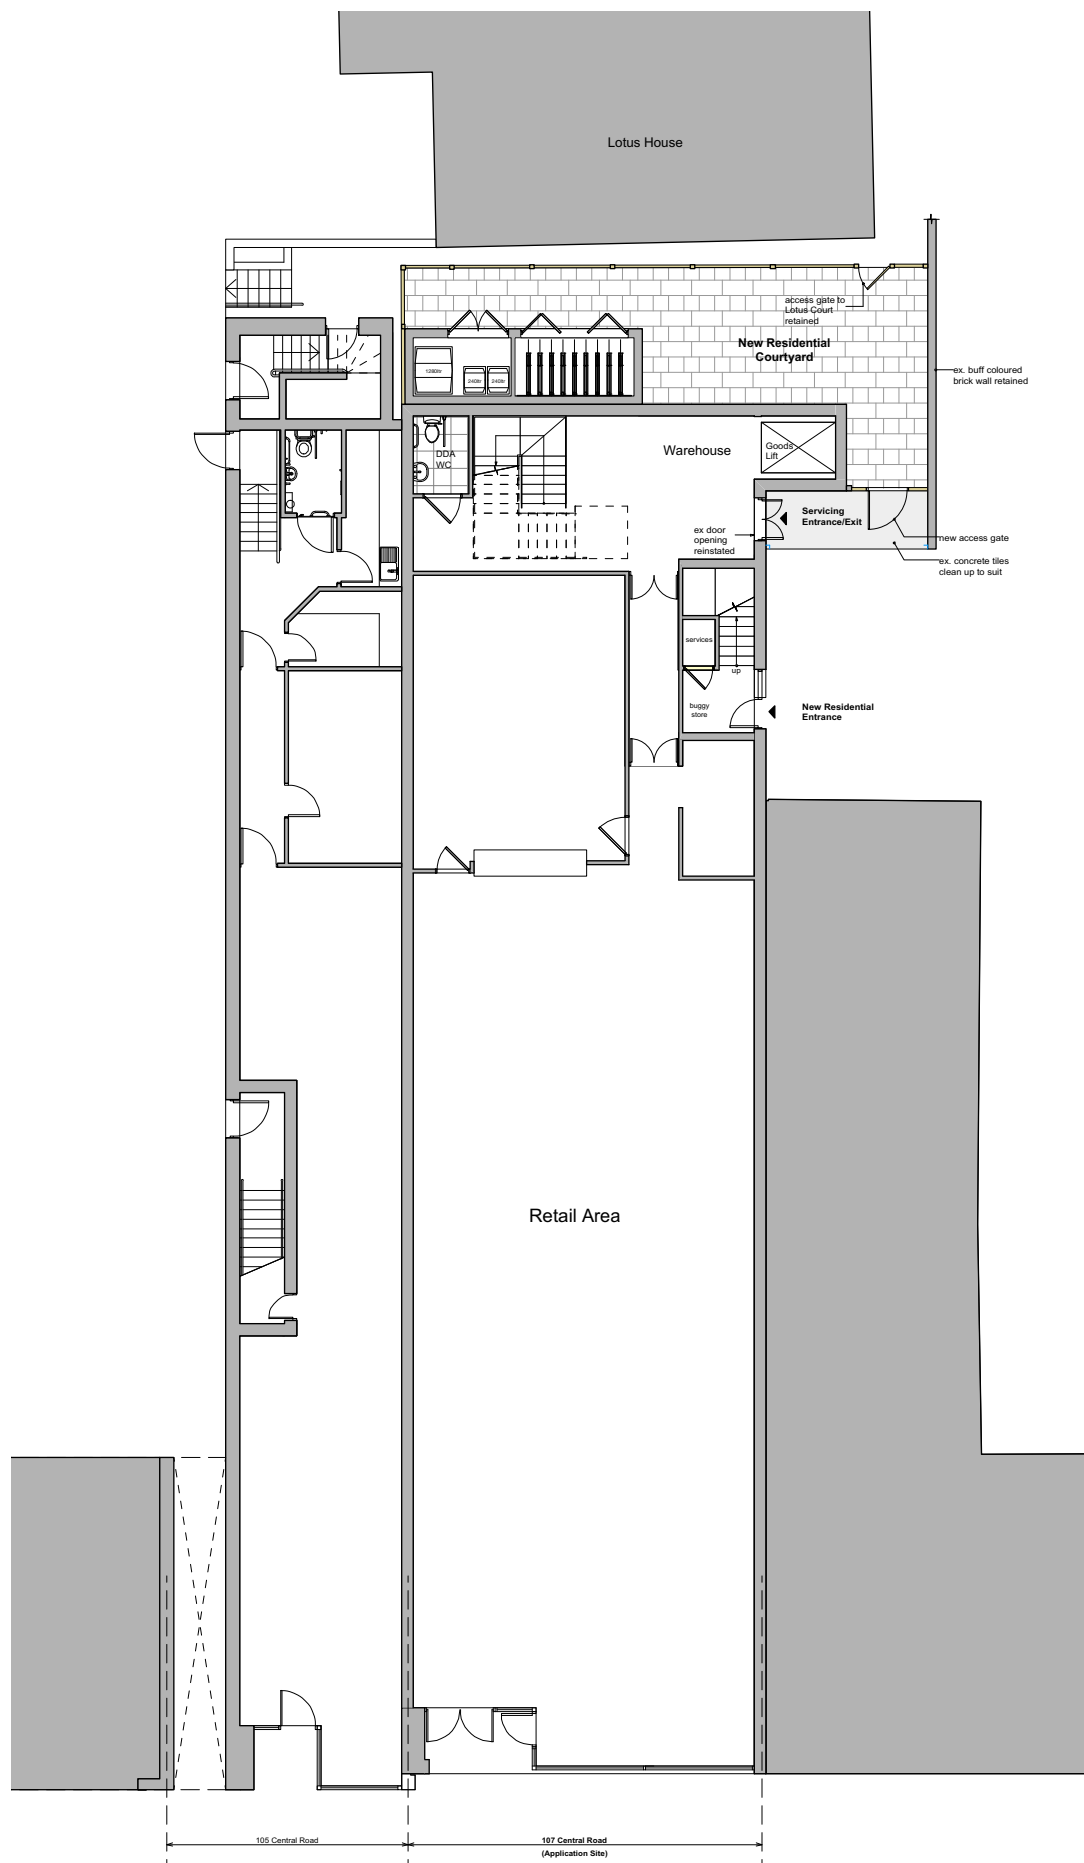 Lotus House
access gate to
Lotus Court
retained
New Residential
Courtyard
ex. buff coloured
brick wall retained
1280ltr
240ltr
240ltr
DDA
WC
Warehouse
Goods
Lift
Servicing
Entrance/Exit
ex door
opening
reinstated
new access gate
ex. concrete tiles
clean up to suit
services
up
buggy
store
New Residential
Entrance
Retail Area
105 Central Road
107 Central Road
(Application Site)